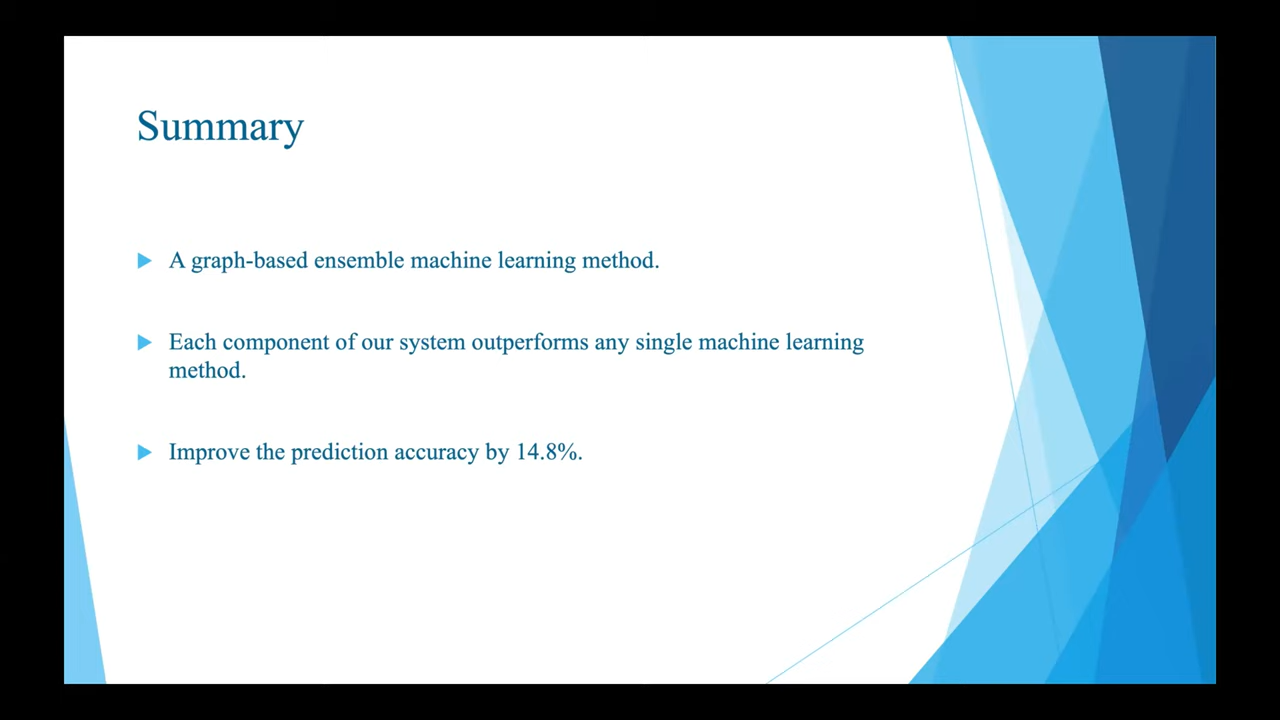 Summary
A graph-based ensemble machine learning method.
Each component of our system outperforms any single machine learning
method.
Improve the prediction accuracy by 14.8%.